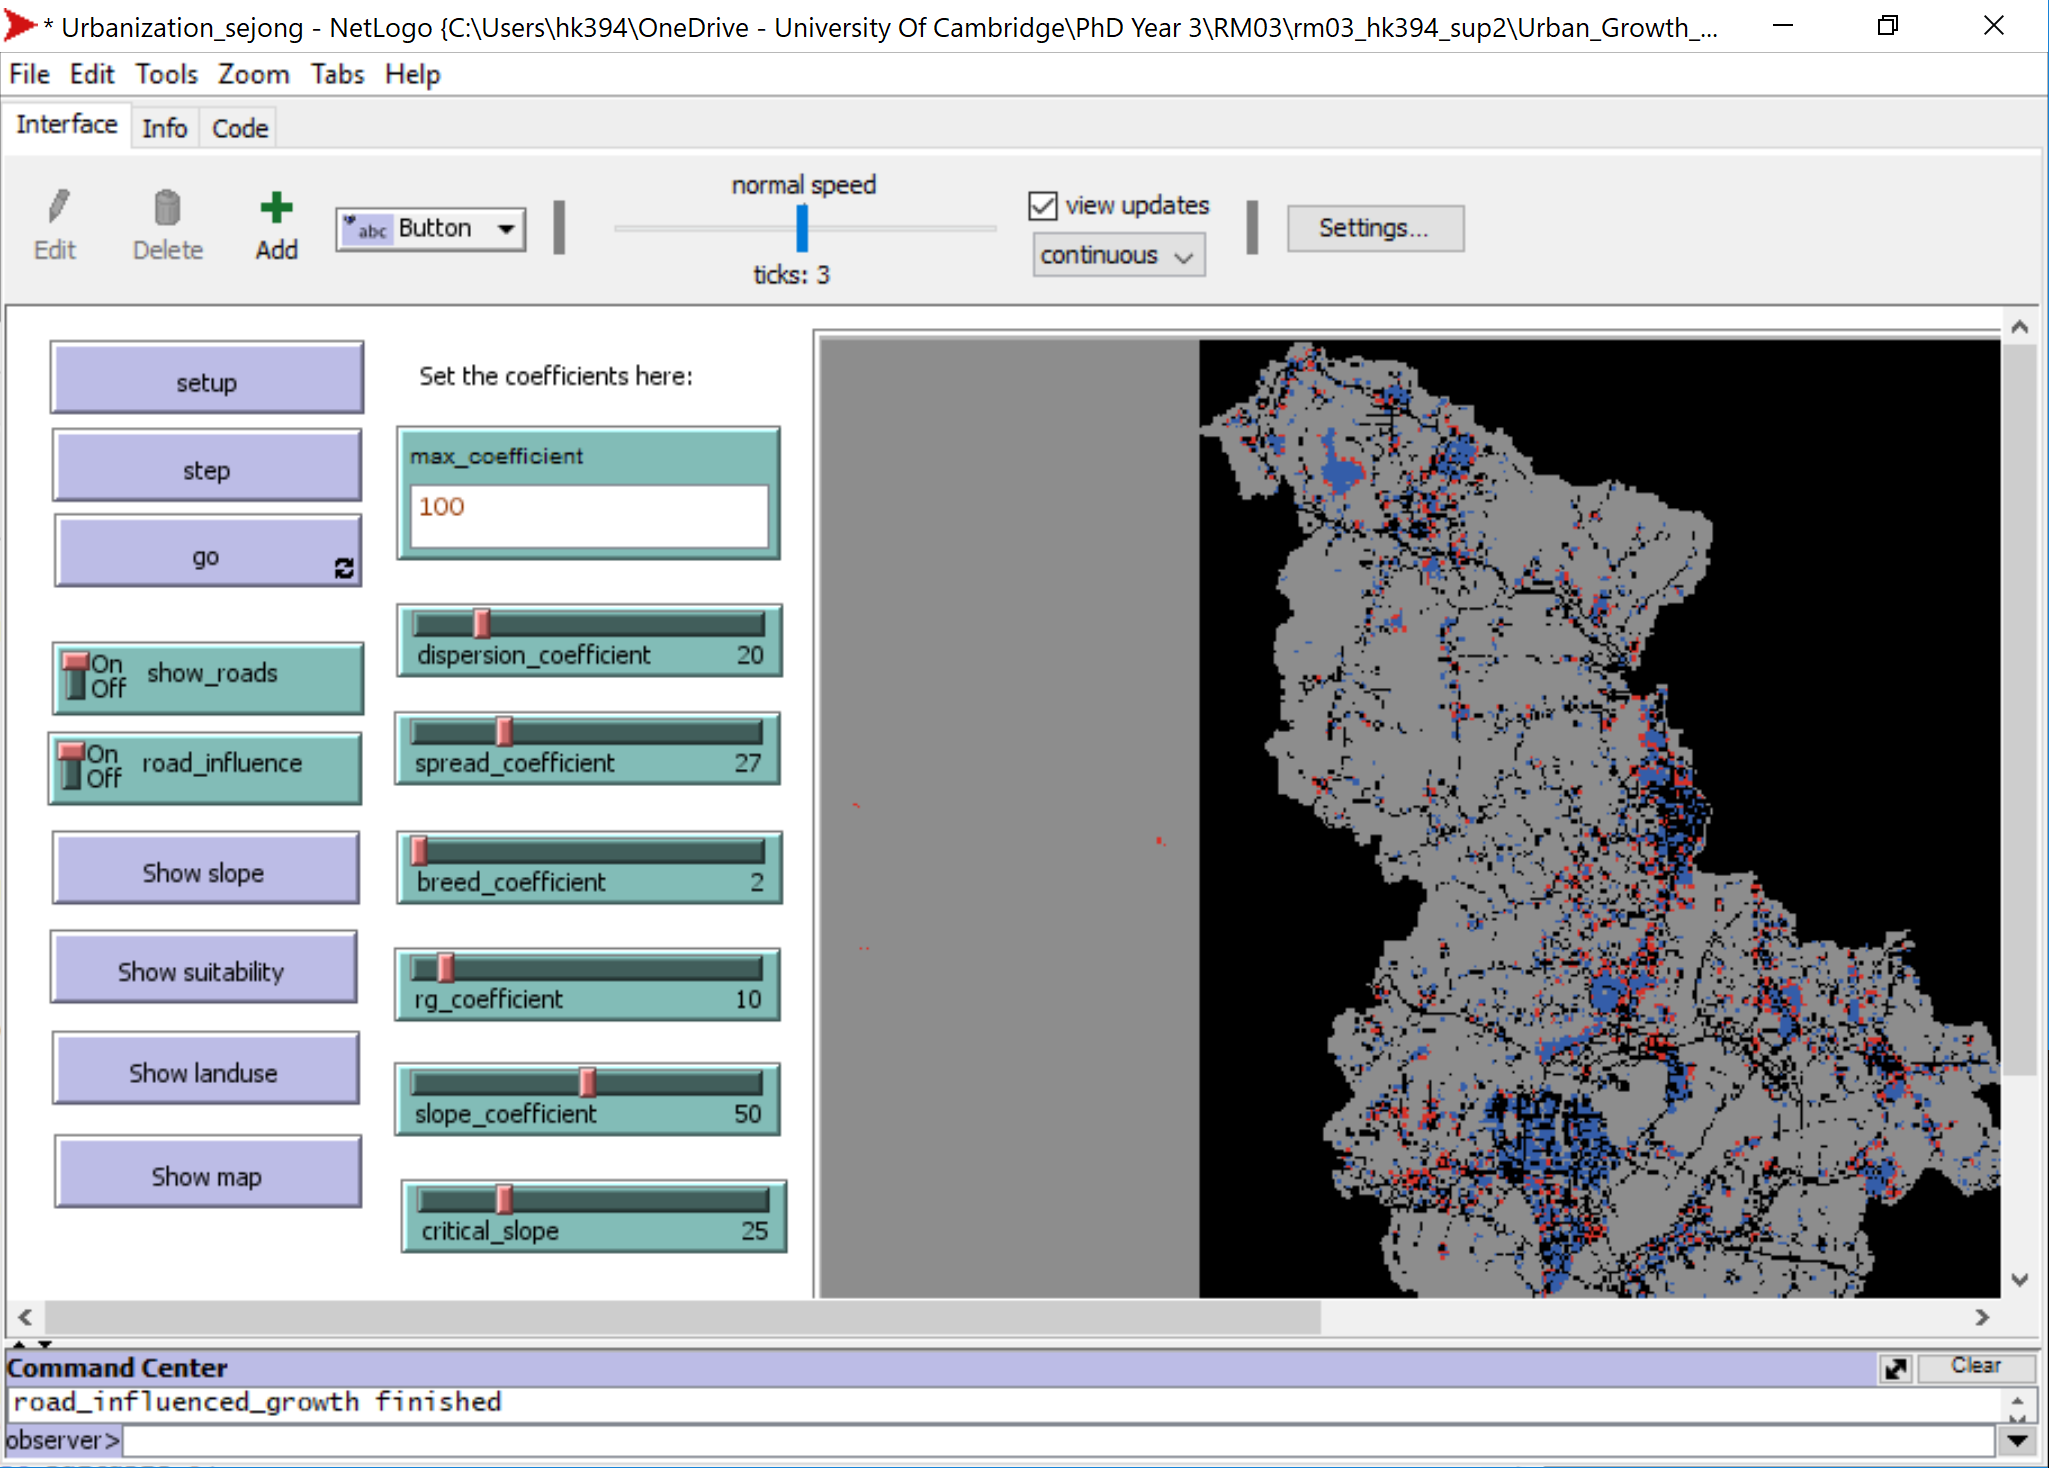 * Urbanization_sejong - NetLogo {C:\Users\hk394\OneDrive - University Of Cambridge\PhD Year 3\RM03\rm03_hk394_sup2\Urban_Growth_...
File Edit Tools Zoom Tabs Help
Interface Info Code
normal speed
view updates
Edit Delete Add abc Button Settings...
continuous
ticks: 3
setup
Set the coefficients here:
step
max_coefficient
100
go
On
Off
show_roads
dispersion_coefficient 20
On
Off
road_influence
spread_coefficient 27
Show slope
breed_coefficient 2
Show suitability
rg_coefficient 10
Show landuse
slope_coefficient 50
Show map
critical_slope 25
Command Center Clear
road_influenced_growth finished
observer>